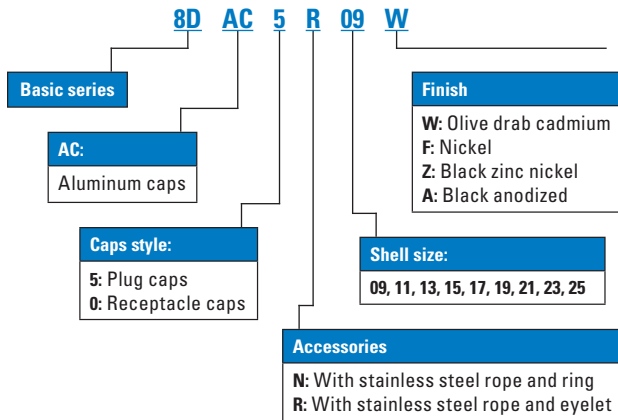 8D AC 5 R 09 W
Basic series
AC:
Aluminum caps
Caps style:
5: Plug caps
0: Receptacle caps
Finish
W: Olive drab cadmium
F: Nickel
Z: Black zinc nickel
A: Black anodized
Shell size:
09, 11, 13, 15, 17, 19, 21, 23, 25
Accessories
N: With stainless steel rope and ring
R: With stainless steel rope and eyelet